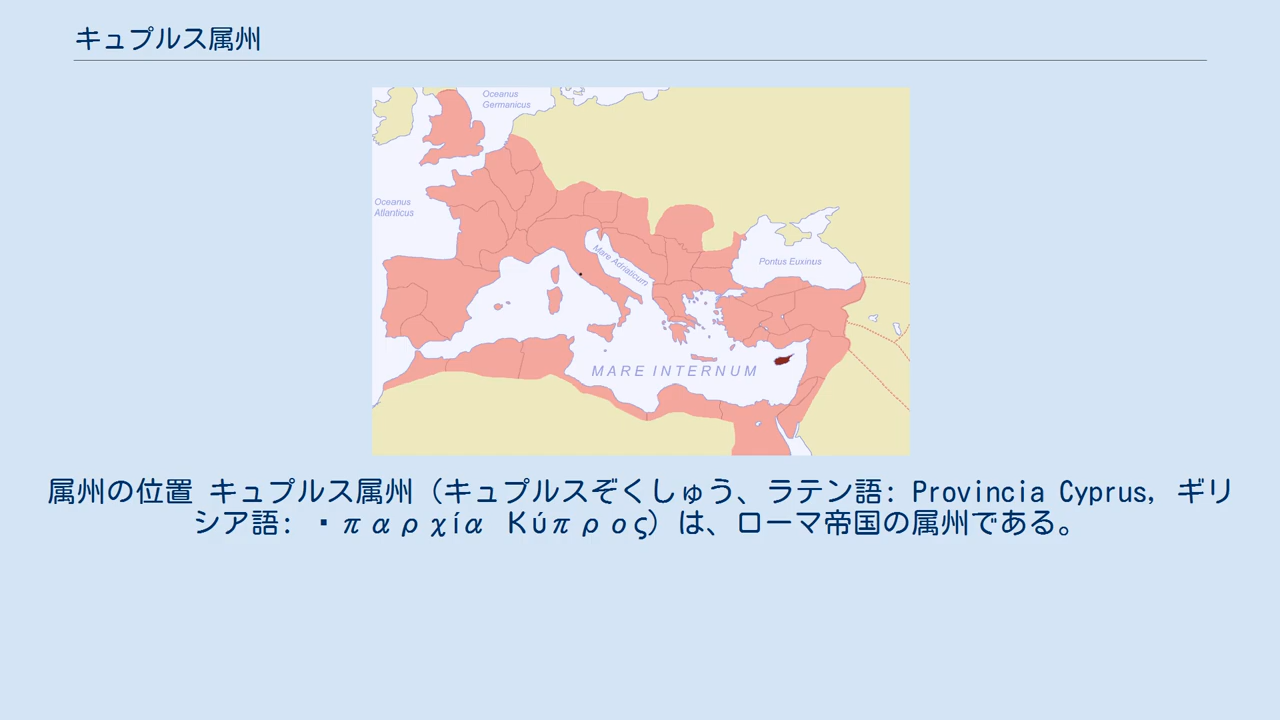 キュプルス属州
Oceanus
Germanicus
Oceanus
Atlanticus
Mare Adriaticum
Pontus Euxinus
MARE INTERNUM
属州の位置 キュプルス属州（キュプルスぞくしゅう、ラテン語: Provincia Cyprus, ギリ
シア語: ▪παρχία Κύπρος）は、ローマ帝国の属州である。